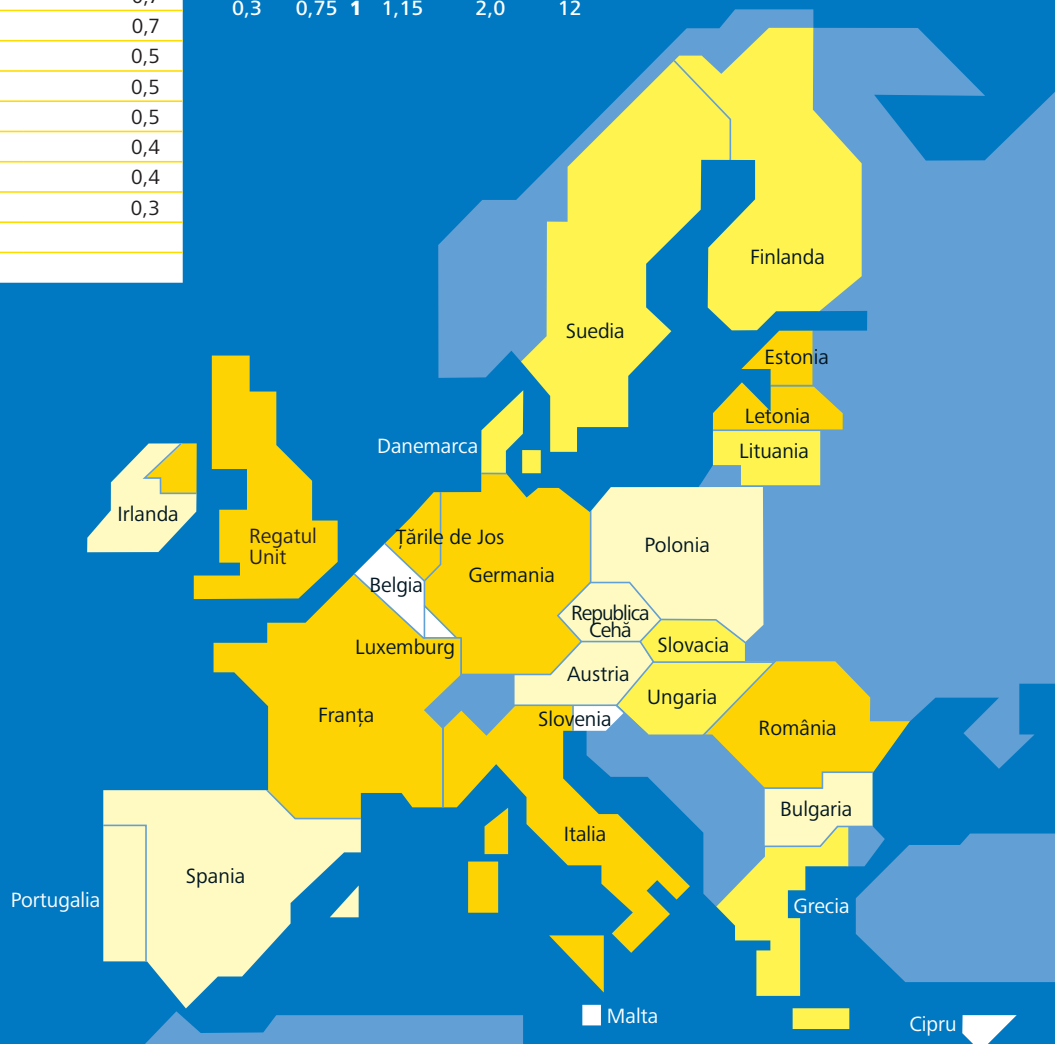 0,3 0,75 1 1,15 2,0 12
0,7
0,5
0,5
0,5
0,4
0,4
0,3
Finlanda
Suedia
Estonia
Letonia
Danemarca
Lituania
Irlanda
Regatul
Unit
Țările de Jos
Polonia
Germania
Belgia
Republica
Cehă
Luxemburg
Slovacia
Austria
Ungaria
Franța
Slovenia
România
Bulgaria
Italia
Spania
Portugalia
Grecia
Malta
Cipru